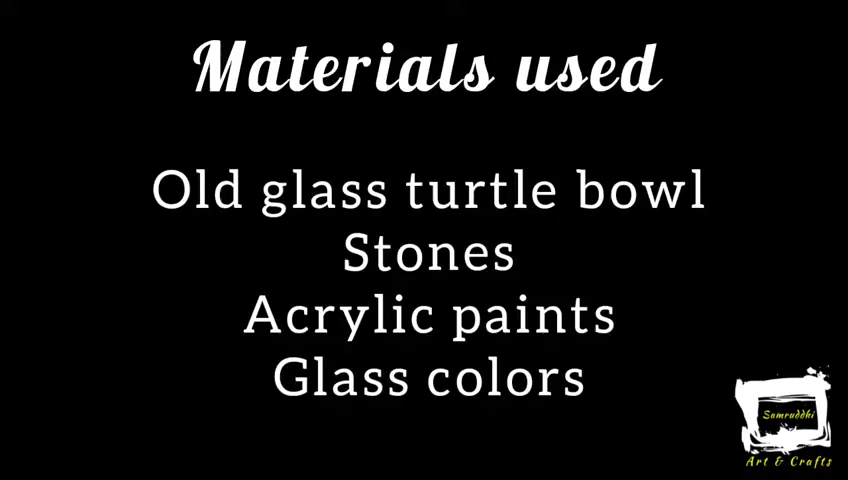 Materials used
Old glass turtle bowl
Stones
Acrylic paints
Glass colors
Samruddhi
Art & Crafts